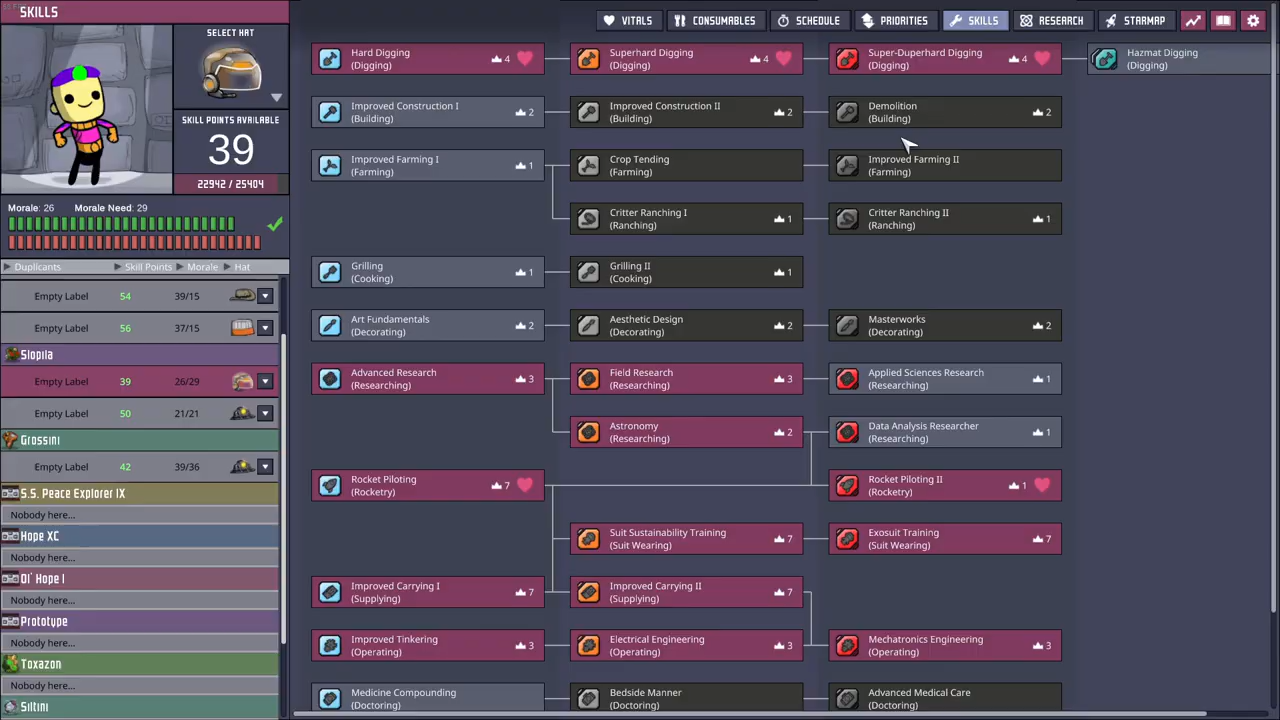 SKILLS
VITALS
CONSUMABLES
SCHEDULE
PRIORITIES
SKILLS
RESEARCH
STARMAP
SELECT HAT
SKILL POINTS AVAILABLE
39
22942 / 25404
Morale: 26 Morale Need: 29
Duplicants Skill Points Morale Hat
Empty Label 54 39/15
Empty Label 56 37/15
Slopila
Empty Label 39 26/29
Empty Label 50 21/21
Grossini
Empty Label 42 39/36
S.S. Peace Explorer IX
Nobody here...
Hope XC
Nobody here...
Ol' Hope I
Nobody here...
Prototype
Nobody here...
Toxazon
Nobody here...
Siltini
Hard Digging
(Digging)
4
Superhard Digging
(Digging)
4
Super-Duperhard Digging
(Digging)
4
Hazmat Digging
(Digging)
Improved Construction I
(Building)
2
Improved Construction II
(Building)
2
Demolition
(Building)
2
Improved Farming I
(Farming)
1
Crop Tending
(Farming)
Improved Farming II
(Farming)
Critter Ranching I
(Ranching)
1
Critter Ranching II
(Ranching)
1
Grilling
(Cooking)
1
Grilling II
(Cooking)
1
Art Fundamentals
(Decorating)
2
Aesthetic Design
(Decorating)
2
Masterworks
(Decorating)
2
Advanced Research
(Researching)
3
Field Research
(Researching)
3
Applied Sciences Research
(Researching)
1
Astronomy
(Researching)
2
Data Analysis Researcher
(Researching)
1
Rocket Piloting
(Rocketry)
7
Rocket Piloting II
(Rocketry)
1
Suit Sustainability Training
(Suit Wearing)
7
Exosuit Training
(Suit Wearing)
7
Improved Carrying I
(Supplying)
7
Improved Carrying II
(Supplying)
7
Improved Tinkering
(Operating)
3
Electrical Engineering
(Operating)
3
Mechatronics Engineering
(Operating)
3
Medicine Compounding
(Doctoring)
Bedside Manner
(Doctoring)
Advanced Medical Care
(Doctoring)